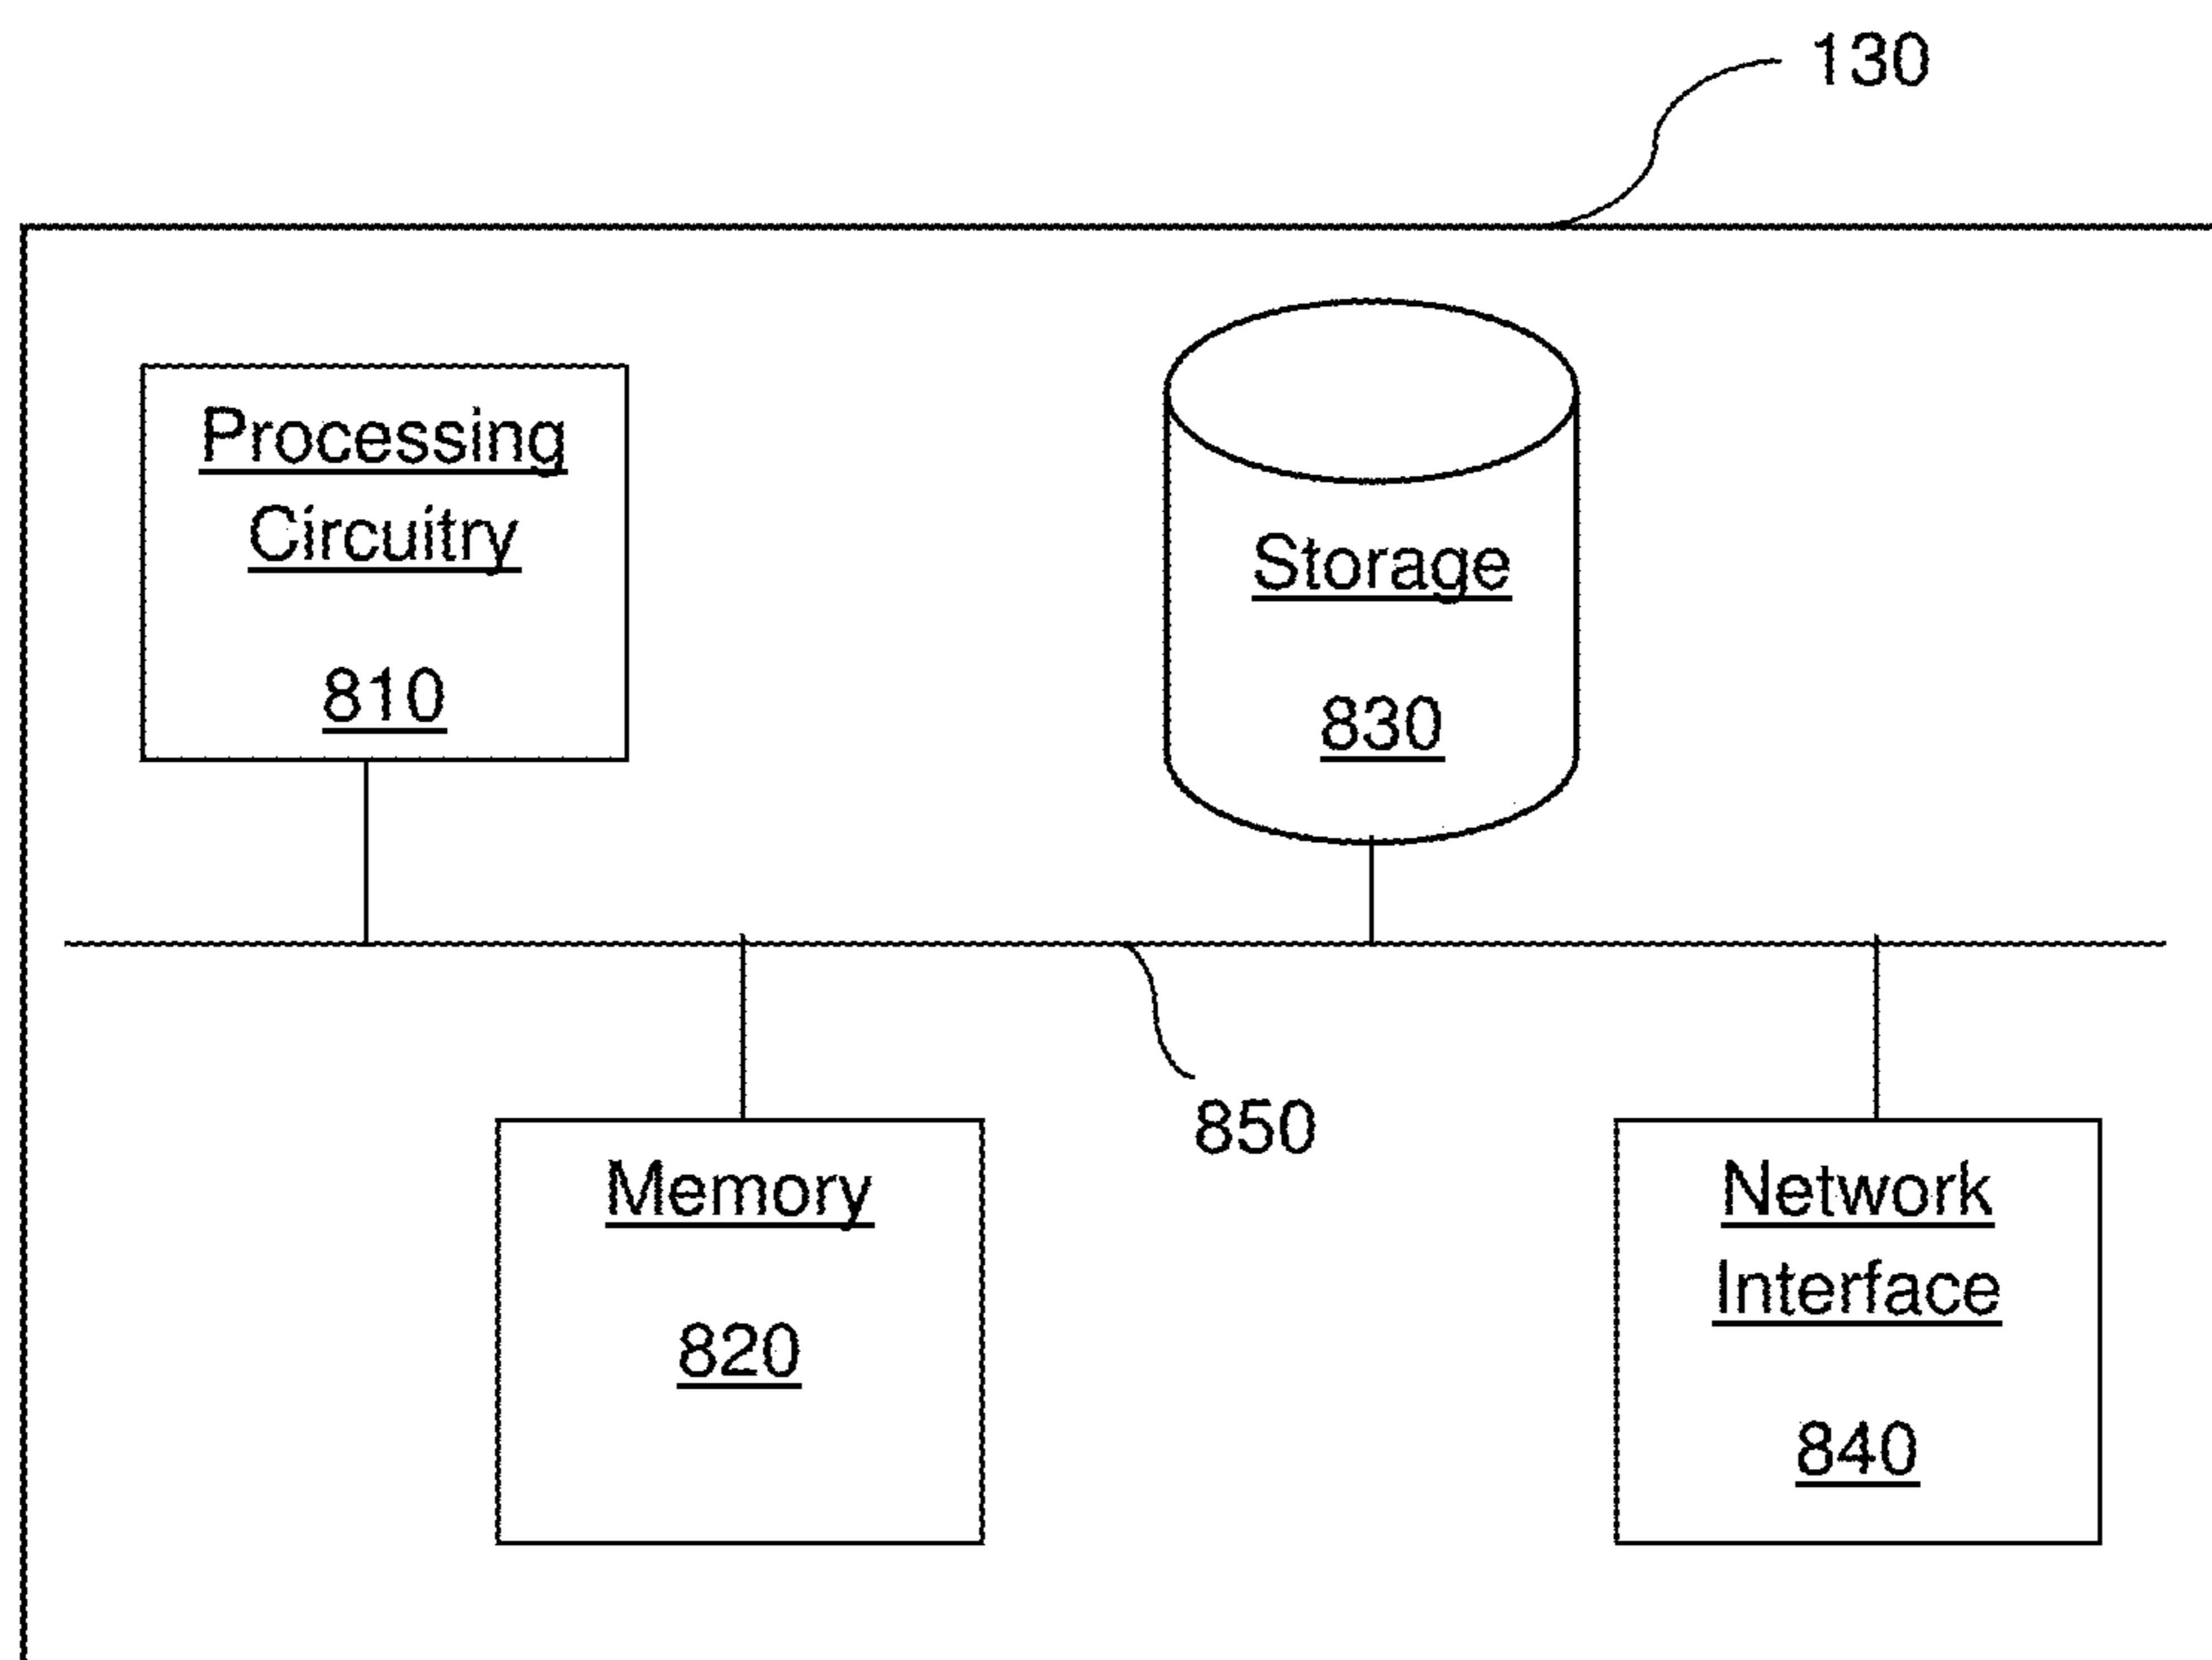 130
Processing
Circuitry
810
Storage
830
850
Memory
820
Network
Interface
840